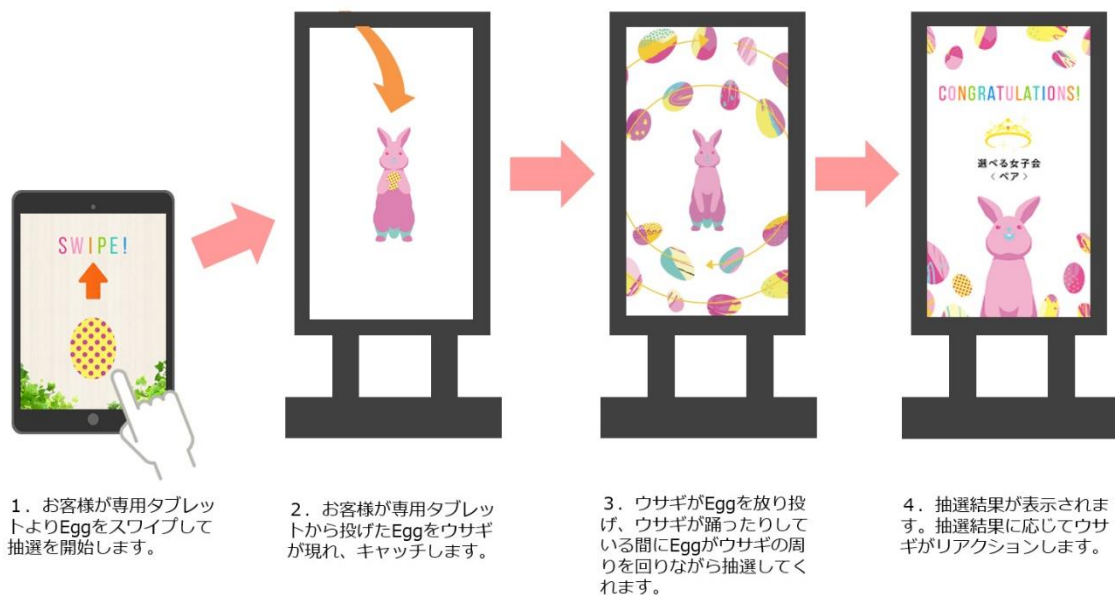 SWIPE!
CONGRATULATIONS!
選べる女子会
〈ペア〉
1．お客様が専用タブレッ
トよりEggをスワイプして
抽選を開始します。
2．お客様が専用タブレッ
トから投げたEggをウサギ
が現れ、キャッチします。
3．ウサギがEggを放り投
げ、ウサギが踊ったりして
いる間にEggがウサギの周
りを回りながら抽選してく
れます。
4．抽選結果が表示されま
す。抽選結果に応じてウサ
ギがリアクションします。